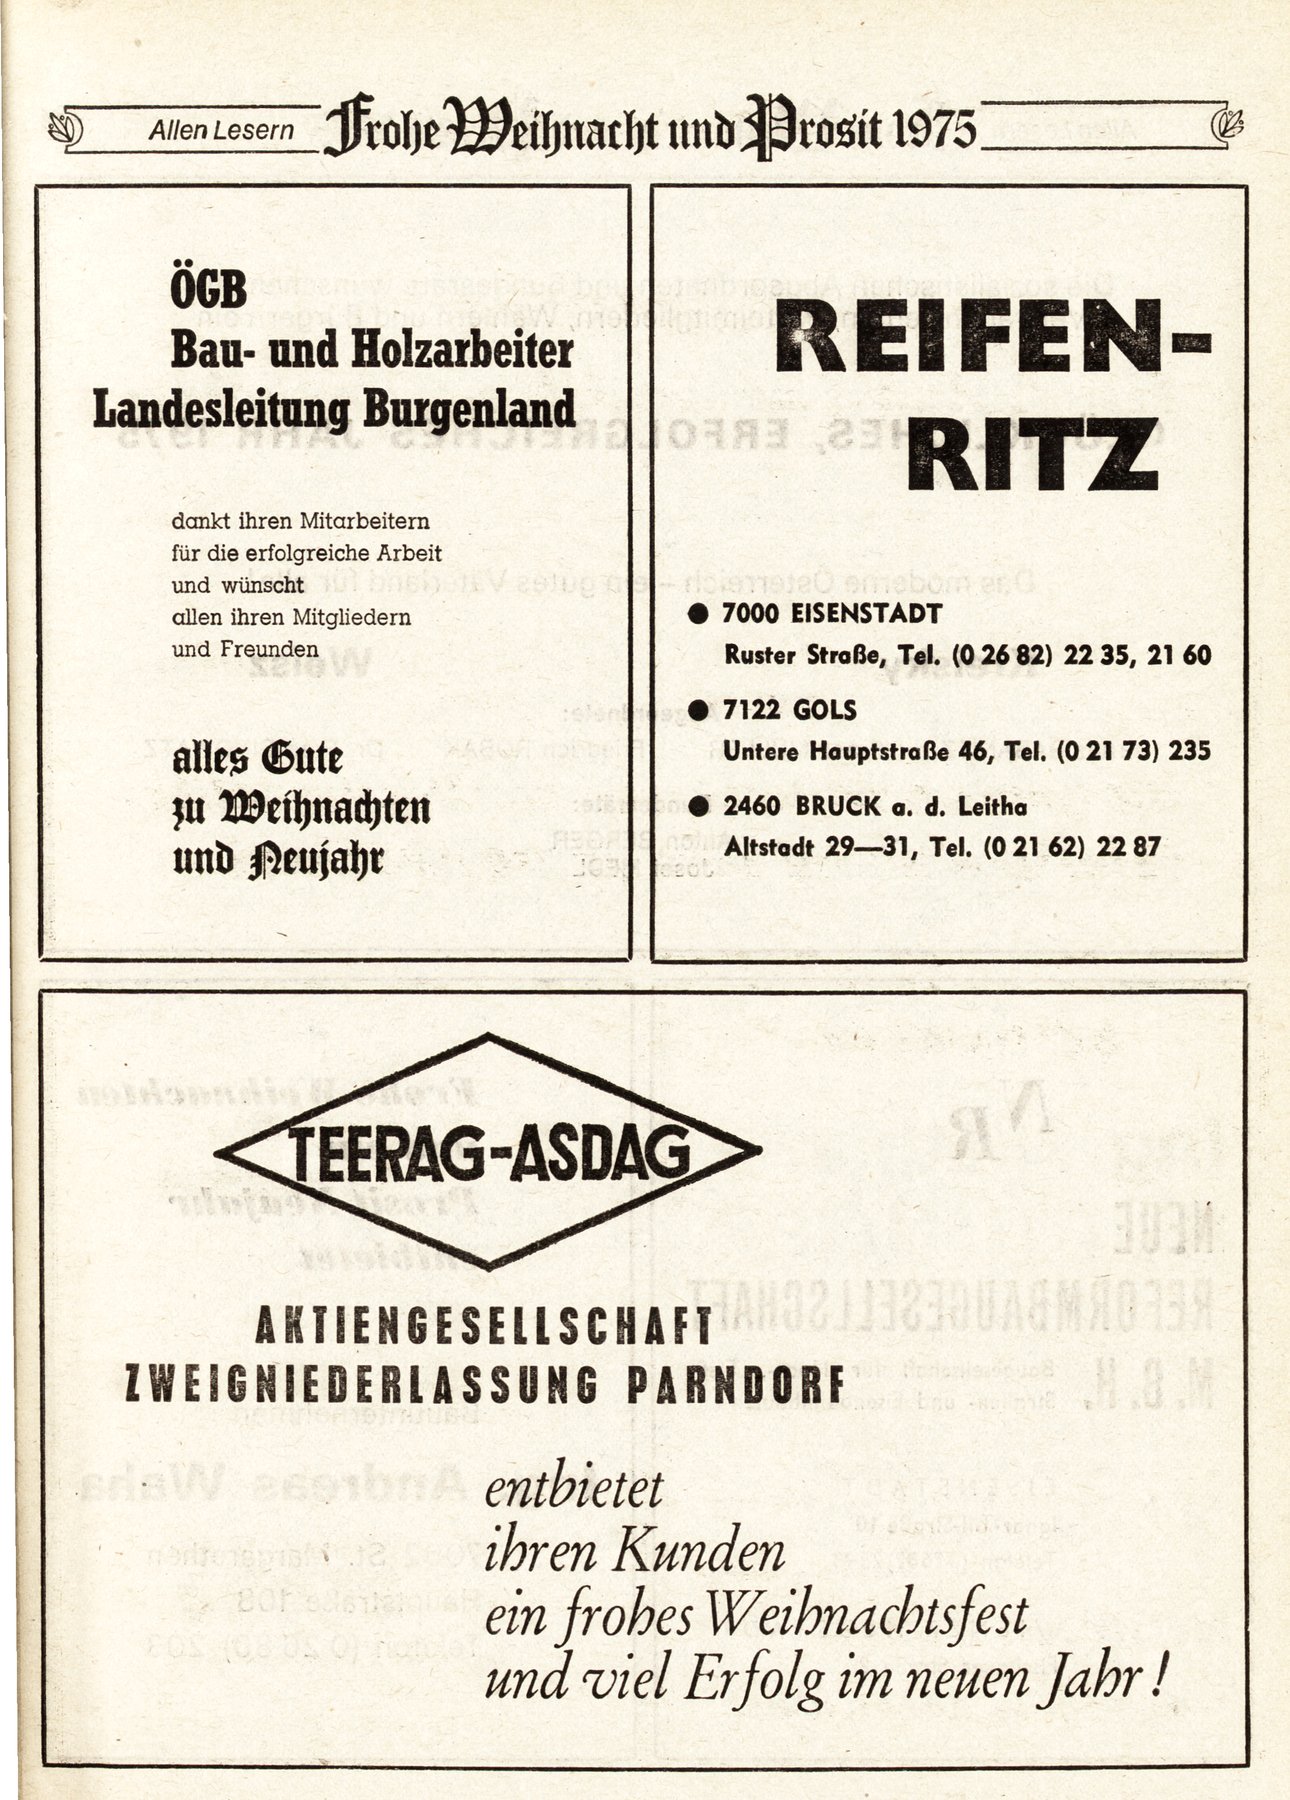 Allen Lesern Frohe Weihnacht und Prosit 1975
ÖGB
Bau- und Holzarbeiter
Landesleitung Burgenland
dankt ihren Mitarbeitern
für die erfolgreiche Arbeit
und wünscht
allen ihren Mitgliedern
und Freunden
alles Gute
zu Weihnachten
und Neujahr
REIFEN-
RITZ
● 7000 EISENSTADT
Ruster Straße, Tel. (0 26 82) 22 35, 21 60
● 7122 GOLS
Untere Hauptstraße 46, Tel. (0 21 73) 235
● 2460 BRUCK a. d. Leitha
Altstadt 29—31, Tel. (0 21 62) 22 87
TEERAG-ASDAG
AKTIENGESELLSCHAFT
ZWEIGNIEDERLASSUNG PARNDORF
entbietet
ihren Kunden
ein frohes Weihnachtsfest
und viel Erfolg im neuen Jahr!